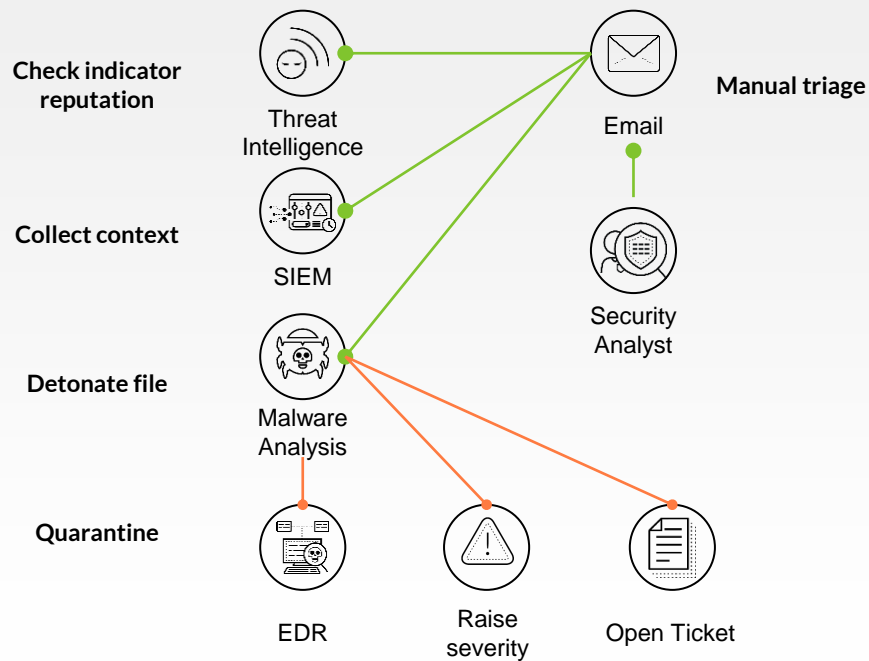 Check indicator
reputation
Threat
Intelligence
Email
Manual triage
Collect context
SIEM
Security
Analyst
Detonate file
Malware
Analysis
Quarantine
EDR
Raise
severity
Open Ticket